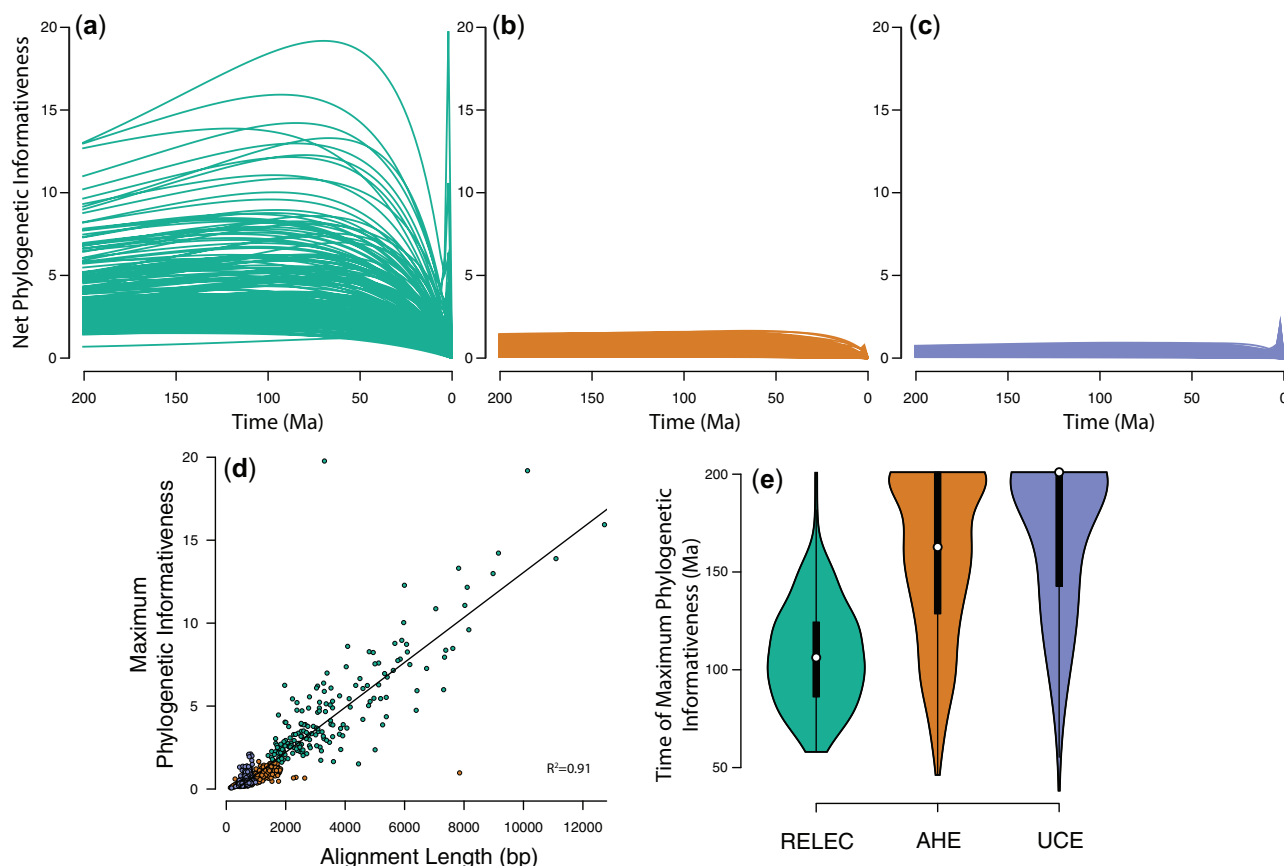 (a)
(b)
(c)
Net Phylogenetic Informativeness
20 20 20
15 15 15
10 10 10
5 5 5
0 0 0
200 150 100 50 0 200 150 100 50 0 200 150 100 50 0
Time (Ma) Time (Ma) Time (Ma)
(d)
Maximum
Phylogenetic Informativeness
20
15
10
5
0
R²=0.91
0 2000 4000 6000 8000 10000 12000
Alignment Length (bp)
(e)
Time of Maximum Phylogenetic
Informativeness (Ma)
200
150
100
50
RELEC AHE UCE